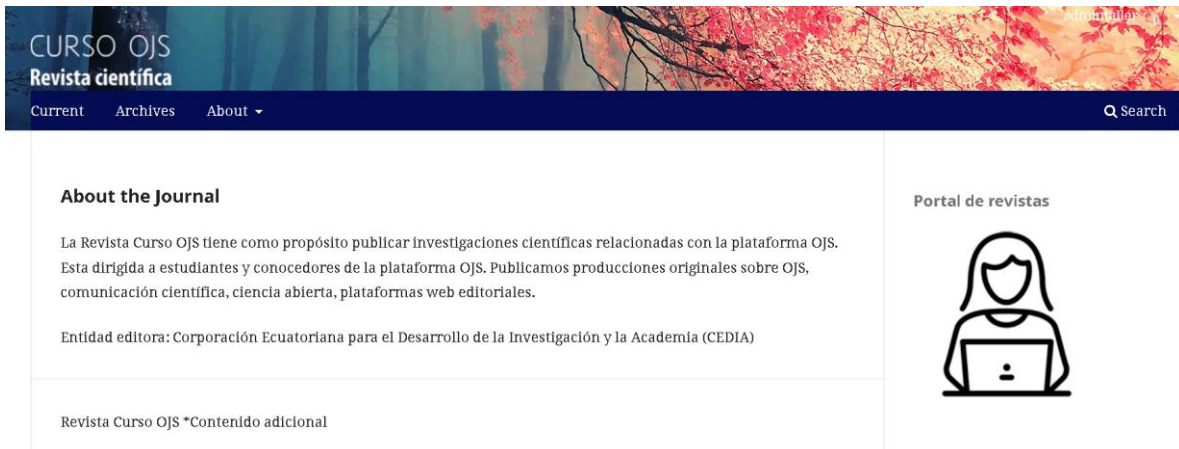 CURSO OJS
Revista científica
Current Archives About
Search
About the Journal
La Revista Curso OJS tiene como propósito publicar investigaciones científicas relacionadas con la plataforma OJS.
Esta dirigida a estudiantes y conocedores de la plataforma OJS. Publicamos producciones originales sobre OJS,
comunicación científica, ciencia abierta, plataformas web editoriales.
Entidad editora: Corporación Ecuatoriana para el Desarrollo de la Investigación y la Academia (CEDIA)
Revista Curso OJS *Contenido adicional
Portal de revistas